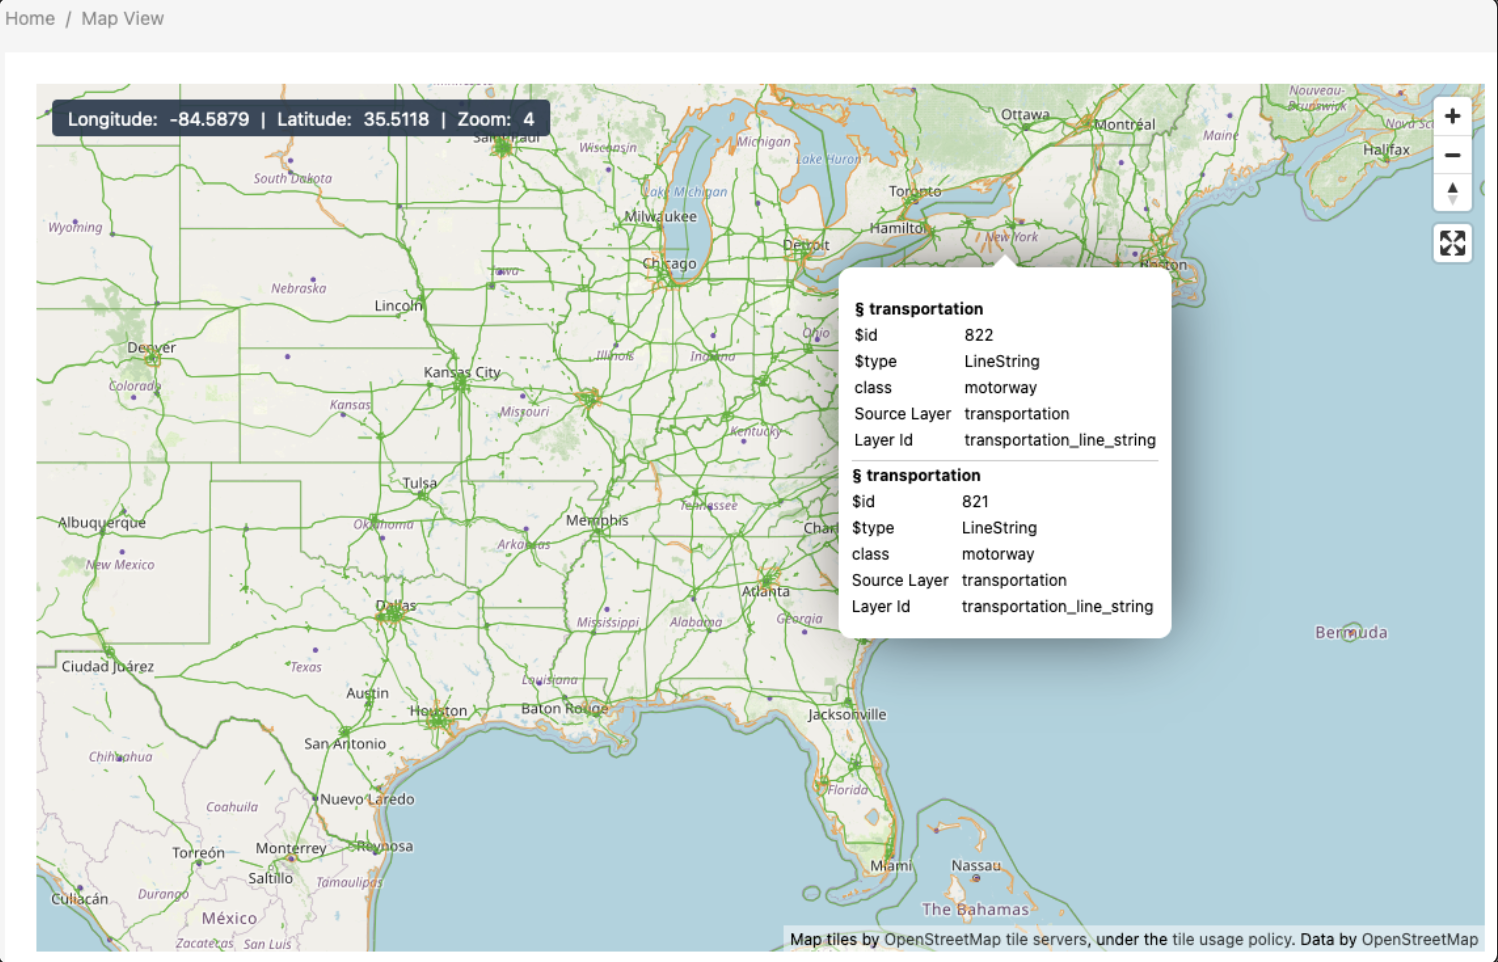 Home / Map View
Longitude: -84.5879 | Latitude: 35.5118 | Zoom: 4
Saint Paul
Wisconsin
Michigan
Ottawa
Montréal
Nouveau-
Brunswick
Maine
Halifax
South Dakota
Lake Huron
Lake Michigan
Toronto
Wyoming
Milwaukee
Hamilton
New York
Detroit
Chicago
Boston
Iowa
Nebraska
Lincoln
Ohio
Denver
Illinois
Indiana
Colorado
Kansas City
Kansas
Missouri
Kentucky
Tulsa
Tennessee
Albuquerque
Oklahoma
Memphis
Char
Arkansas
New Mexico
Atlanta
Dallas
Mississippi
Alabama
Georgia
Bermuda
Ciudad Juárez
Texas
Louisiana
Austin
Houston
Baton Rouge
Jacksonville
San Antonio
Chihuahua
Florida
Nuevo Laredo
Coahuila
Torreón
Monterrey
Reynosa
Miami
Nassau
Saltillo
Tamaulipas
Culiacán
Durango
México
The Bahamas
Zacatecas
San Luis
§ transportation
$id 822
$type LineString
class motorway
Source Layer transportation
Layer Id transportation_line_string
§ transportation
$id 821
$type LineString
class motorway
Source Layer transportation
Layer Id transportation_line_string
Map tiles by OpenStreetMap tile servers, under the tile usage policy. Data by OpenStreetMap